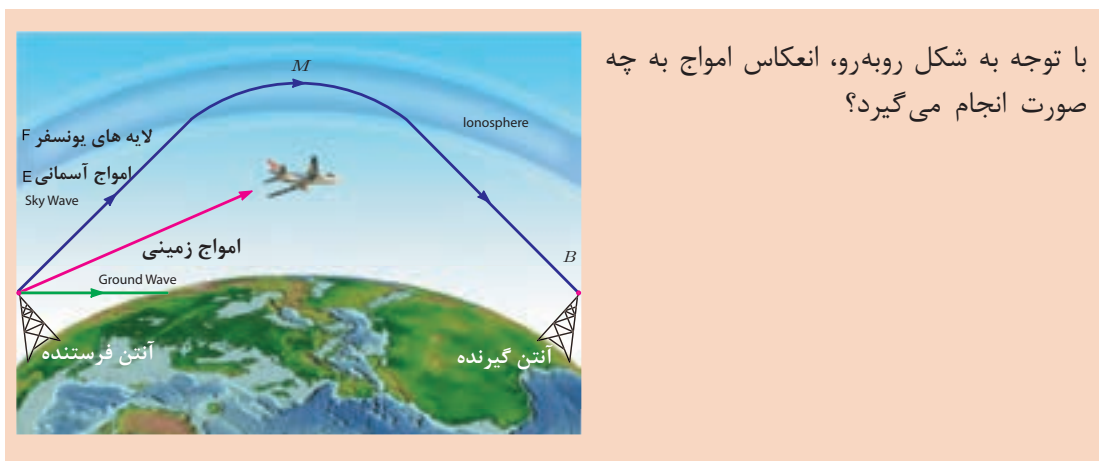 با توجه به شکل روبه‌رو، انعکاس امواج به چه
صورت انجام می‌گیرد؟
M
Ionosphere
لایه های یونسفر F
امواج آسمانی E
Sky Wave
امواج زمینی
B
Ground Wave
آنتن فرستنده
آنتن گیرنده